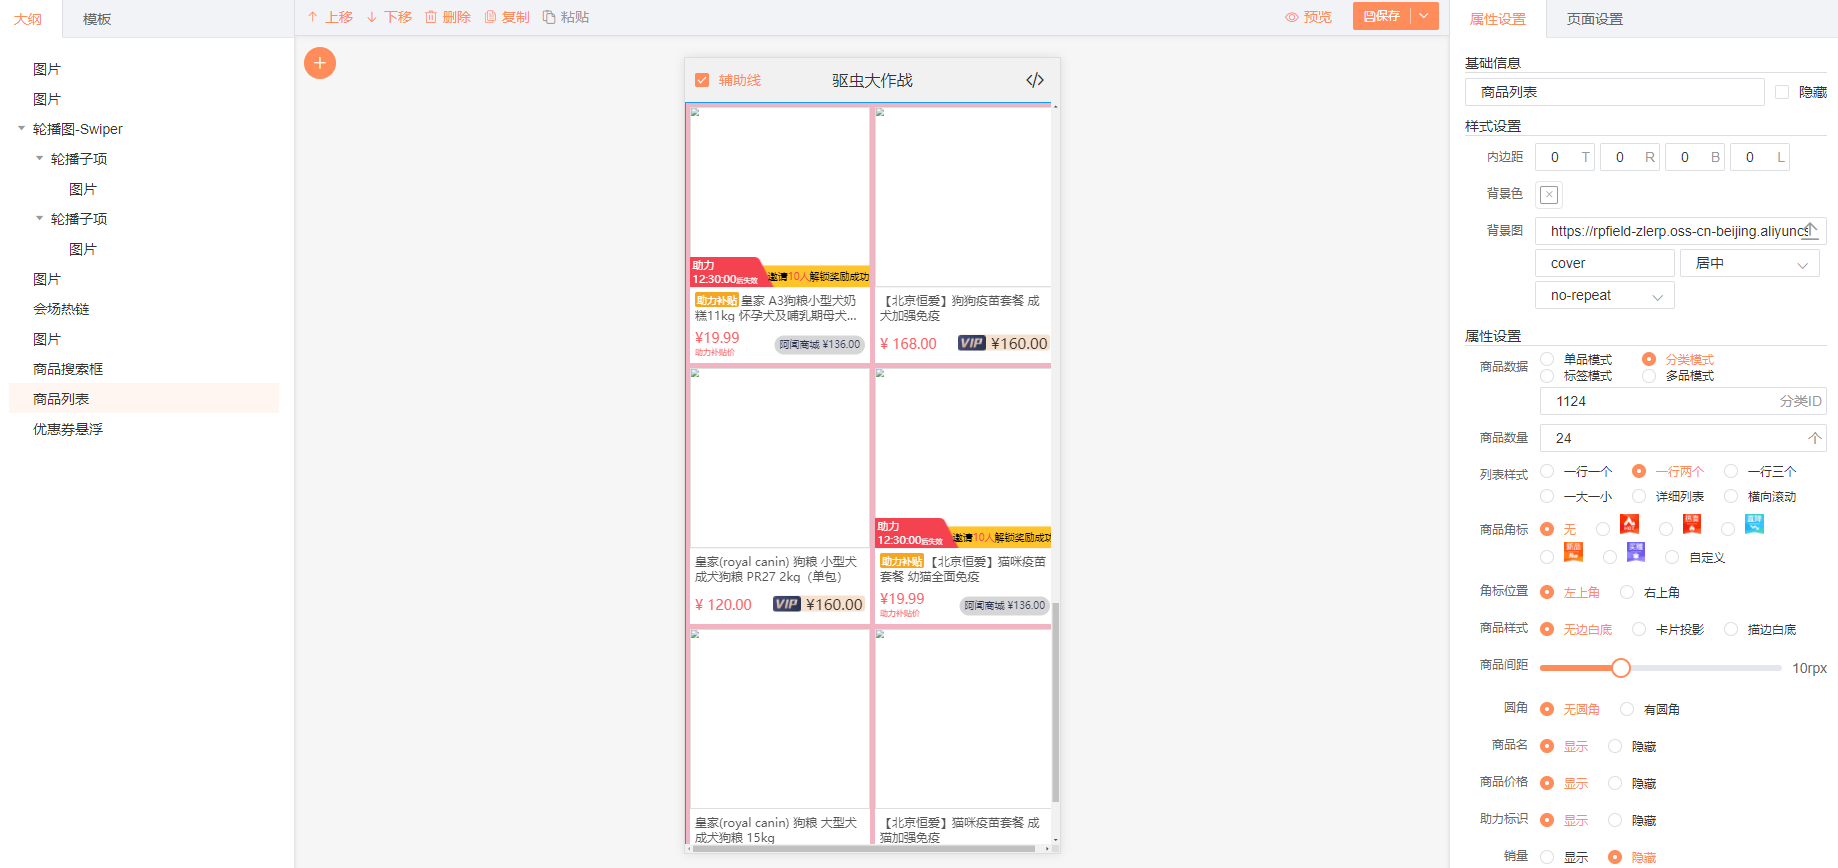 大纲
模板
上移
下移
删除
复制
粘贴
预览
保存
属性设置
页面设置
图片
图片
轮播图-Swiper
轮播子项
图片
轮播子项
图片
图片
会场热链
图片
商品搜索框
商品列表
优惠券悬浮
辅助线
驱虫大作战
助力
12:30:00后失效
邀请10人解锁奖励成功
助力补贴 皇家 A3狗粮小型犬奶
糕11kg 怀孕犬及哺乳期母犬...
¥19.99
助力补贴价
阿闻商城 ¥136.00
【北京恒爱】狗狗疫苗套餐 成
犬加强免疫
¥ 168.00
VIP ¥160.00
皇家(royal canin) 狗粮 小型犬
成犬狗粮 PR27 2kg（单包）
¥ 120.00
VIP ¥160.00
助力
12:30:00后失效
邀请10人解锁奖励成功
助力补贴 【北京恒爱】猫咪疫苗
套餐 幼猫全面免疫
¥19.99
助力补贴价
阿闻商城 ¥136.00
皇家(royal canin) 狗粮 大型犬
成犬狗粮 15kg
【北京恒爱】猫咪疫苗套餐 成
猫加强免疫
基础信息
商品列表
隐藏
样式设置
内边距 0 T 0 R 0 B 0 L
背景色
背景图 https://rpfield-zlerp.oss-cn-beijing.aliyuncs
cover 居中
no-repeat
属性设置
商品数据 单品模式 分类模式
标签模式 多品模式
1124 分类ID
商品数量 24 个
列表样式 一行一个 一行两个 一行三个
一大一小 详细列表 横向滚动
商品角标 无 热卖 直降
新品 买赠 自定义
角标位置 左上角 右上角
商品样式 无边白底 卡片投影 描边白底
商品间距 10rpx
圆角 无圆角 有圆角
商品名 显示 隐藏
商品价格 显示 隐藏
助力标识 显示 隐藏
销量 显示 隐藏